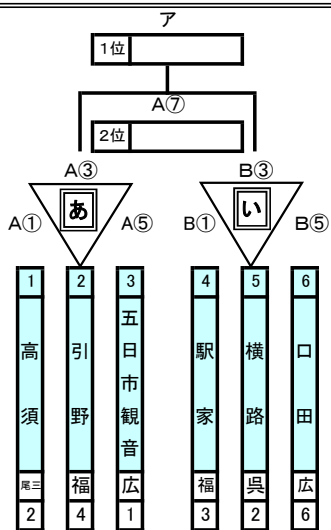 ア
1位
A⑦
2位
A③ B③
あ い
A① A⑤ B① B⑤
1 2 3 4 5 6
高須 引野 五日市観音 駅家 横路 口田
尾三 福 広 福 呉 広
2 4 1 3 2 6